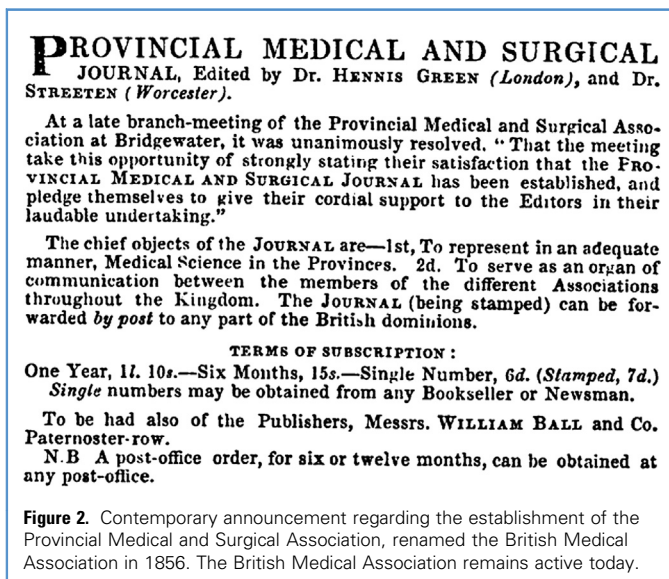 PROVINCIAL MEDICAL AND SURGICAL
JOURNAL, Edited by Dr. HENNIS GREEN (London), and Dr.
STREETEN (Worcester).
At a late branch-meeting of the Provincial Medical and Surgical Asso-
ciation at Bridgewater, it was unanimously resolved. “ That the meeting
take this opportunity of strongly stating their satisfaction that the PRO-
VINCIAL MEDICAL AND SURGICAL JOURNAL has been established, and
pledge themselves to give their cordial support to the Editors in their
laudable undertaking.”
The chief objects of the JOURNAL are—1st, To represent in an adequate
manner, Medical Science in the Provinces. 2d. To serve as an organ of
communication between the members of the different Associations
throughout the Kingdom. The JOURNAL (being stamped) can be for-
warded by post to any part of the British dominions.
TERMS OF SUBSCRIPTION :
One Year, 1l. 10s.—Six Months, 15s.—Single Number, 6d. (Stamped, 7d.)
Single numbers may be obtained from any Bookseller or Newsman.
To be had also of the Publishers, Messrs. WILLIAM BALL and Co.
Paternoster-row.
N.B A post-office order, for six or twelve months, can be obtained at
any post-office.
Figure 2. Contemporary announcement regarding the establishment of the
Provincial Medical and Surgical Association, renamed the British Medical
Association in 1856. The British Medical Association remains active today.